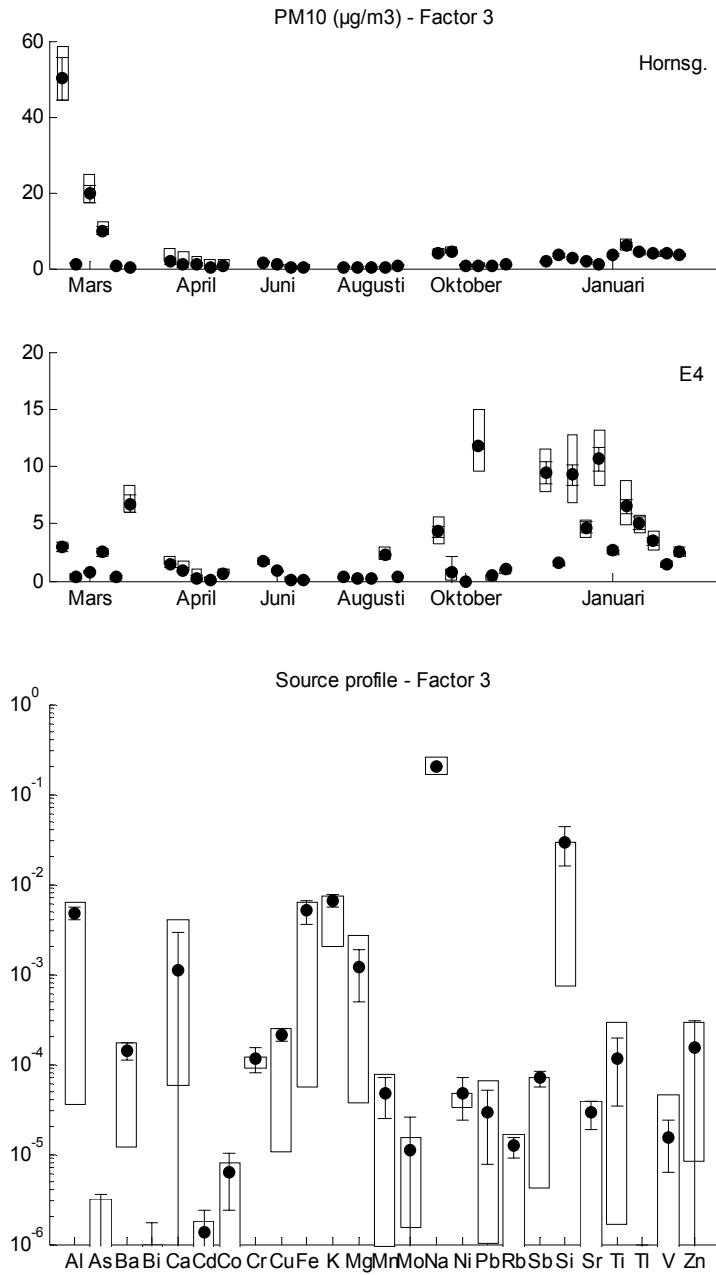 PM10 (µg/m3) - Factor 3
Hornsg.
60
40
20
0
Mars April Juni Augusti Oktober Januari
E4
20
15
10
5
0
Mars April Juni Augusti Oktober Januari
Source profile - Factor 3
10^0
10^-1
10^-2
10^-3
10^-4
10^-5
10^-6
Al As Ba Bi Ca Cd Co Cr Cu Fe K Mg Mn Mo Na Ni Pb Rb Sb Si Sr Ti Tl V Zn